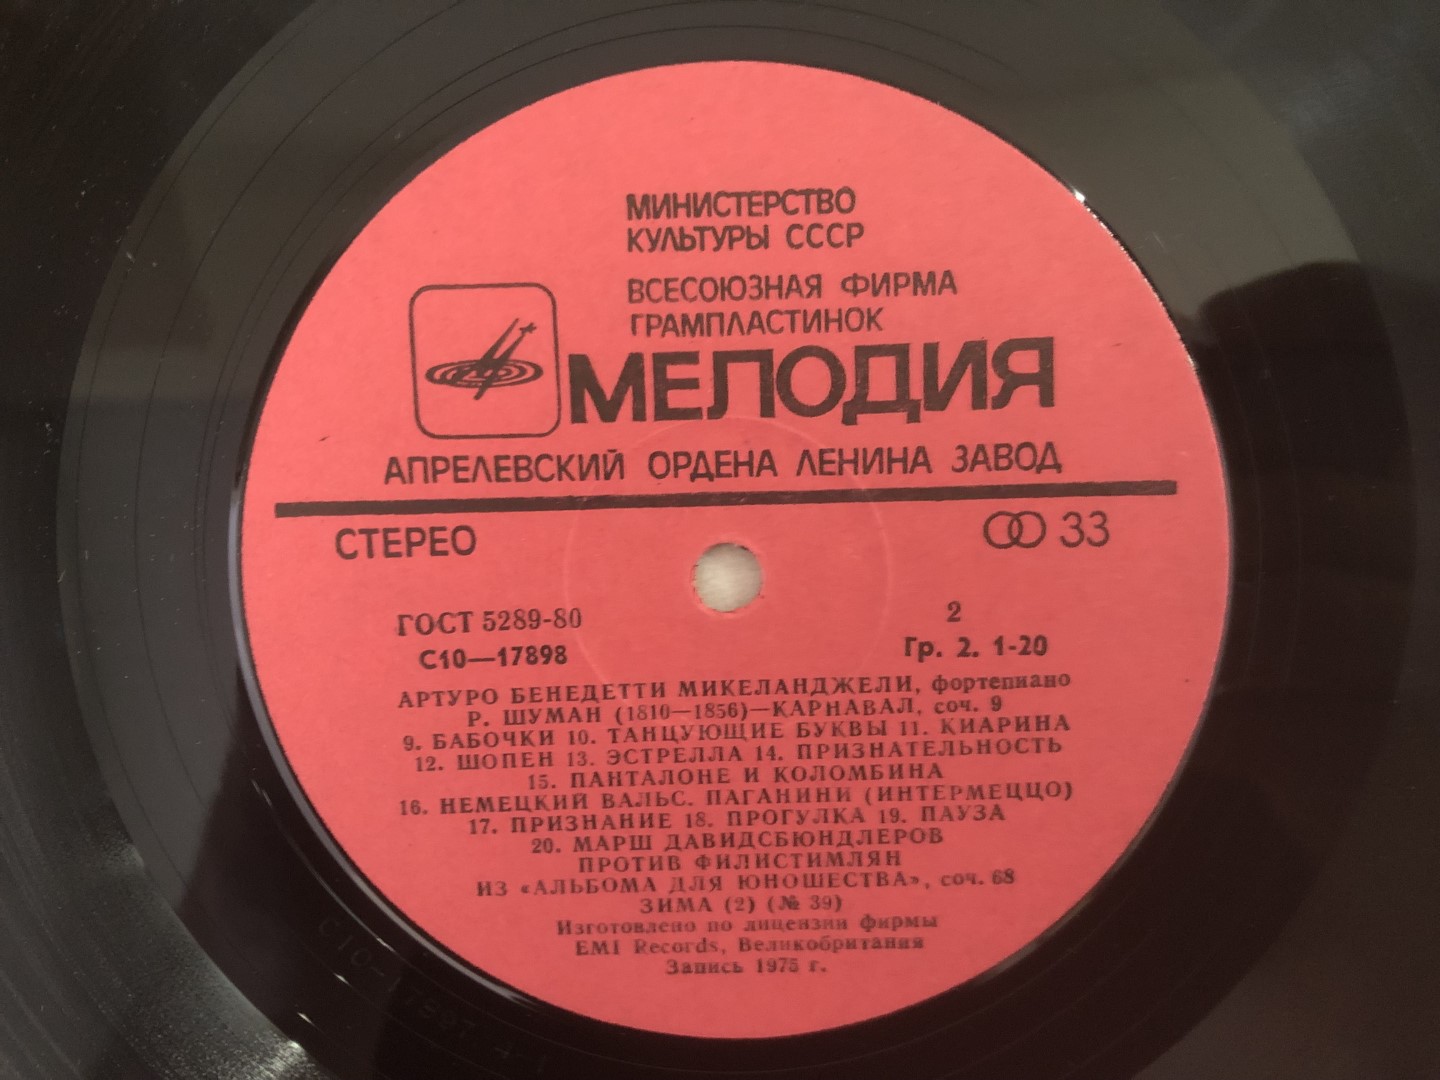 МИНИСТЕРСТВО
КУЛЬТУРЫ СССР
ВСЕСОЮЗНАЯ ФИРМА
ГРАМПЛАСТИНОК
МЕЛОДИЯ
АПРЕЛЕВСКИЙ ОРДЕНА ЛЕНИНА ЗАВОД
СТЕРЕО 33
ГОСТ 5289-80 2
С10—17898 Гр. 2. 1-20
АРТУРО БЕНЕДЕТТИ МИКЕЛАНДЖЕЛИ, фортепиано
Р. ШУМАН (1810—1856)—КАРНАВАЛ, соч. 9
9. БАБОЧКИ 10. ТАНЦУЮЩИЕ БУКВЫ 11. КИАРИНА
12. ШОПЕН 13. ЭСТРЕЛЛА 14. ПРИЗНАТЕЛЬНОСТЬ
15. ПАНТАЛОНЕ И КОЛОМБИНА
16. НЕМЕЦКИЙ ВАЛЬС. ПАГАНИНИ (ИНТЕРМЕЦЦО)
17. ПРИЗНАНИЕ 18. ПРОГУЛКА 19. ПАУЗА
20. МАРШ ДАВИДСБЮНДЛЕРОВ
ПРОТИВ ФИЛИСТИМЛЯН
ИЗ «АЛЬБОМА ДЛЯ ЮНОШЕСТВА», соч. 68
ЗИМА (2) (№ 39)
Изготовлено по лицензии фирмы
EMI Records, Великобритания
Запись 1975 г.